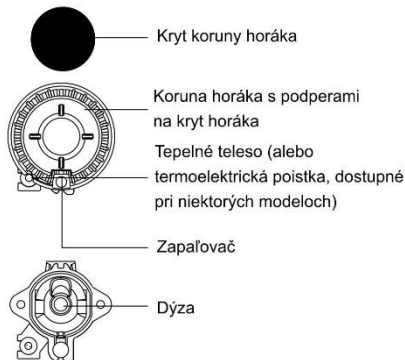 Kryt koruny horáka
Koruna horáka s podperami
na kryt horáka
Tepelné teleso (alebo
termoelektrická poistka, dostupné
pri niektorých modeloch)
Zapaľovač
Dýza